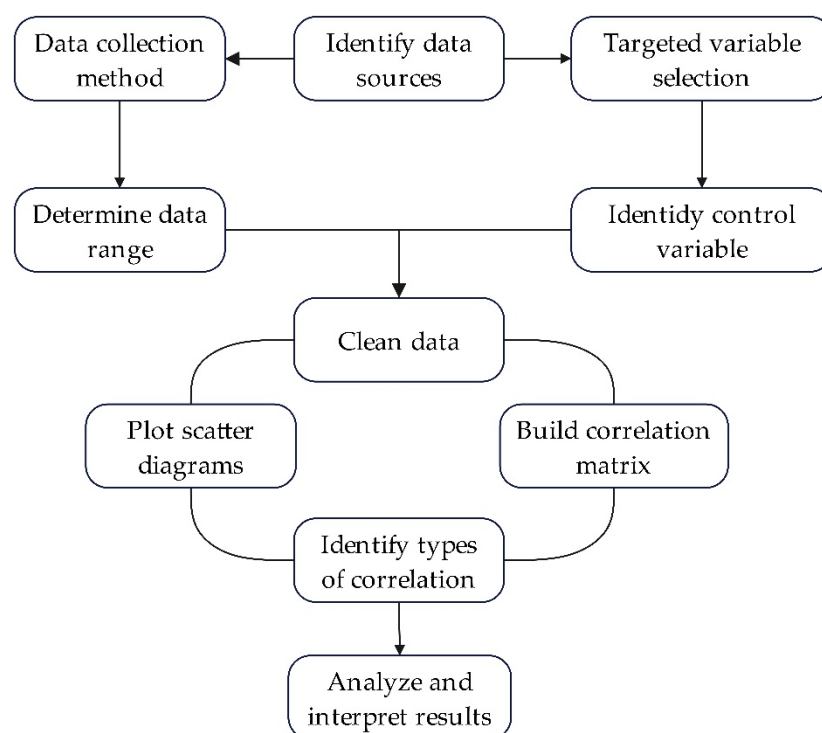 Data collection
method
Identify data
sources
Targeted variable
selection
Determine data
range
Identidy control
variable
Clean data
Plot scatter
diagrams
Build correlation
matrix
Identify types
of correlation
Analyze and
interpret results